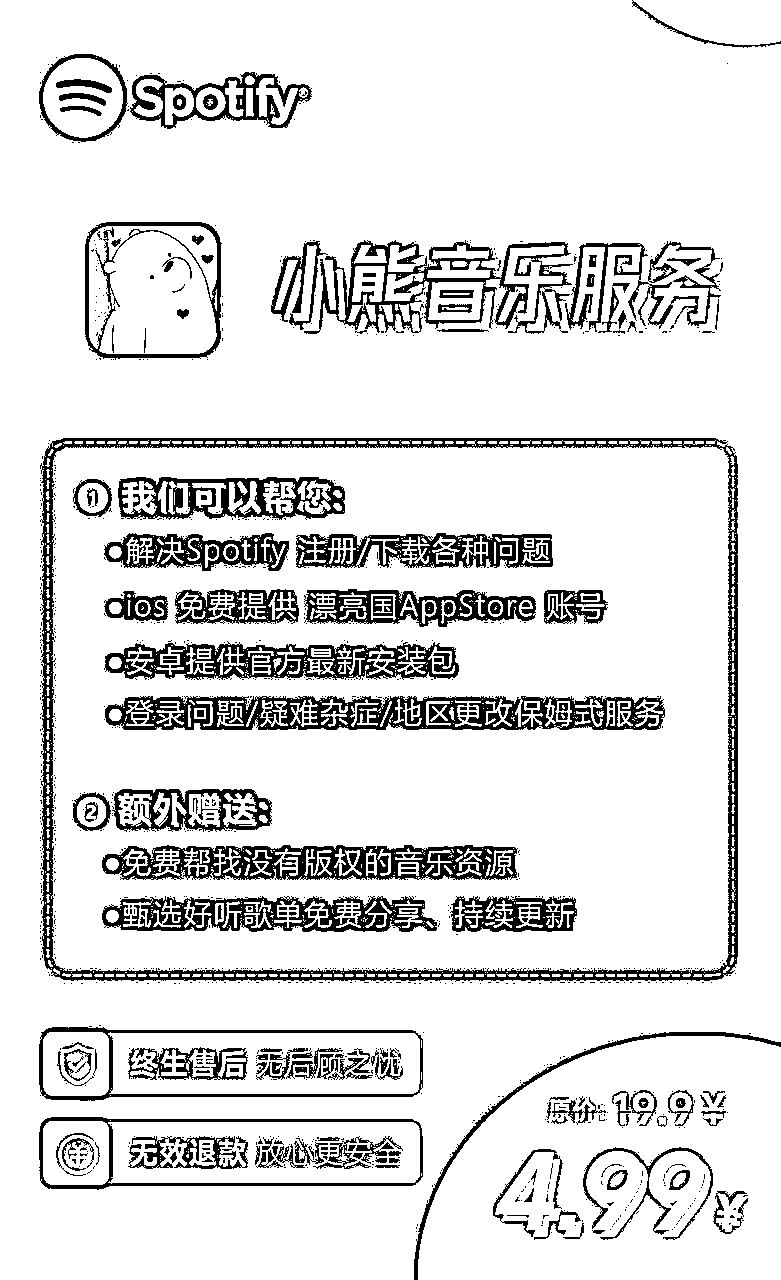 Spotify®
小熊音乐服务
① 我们可以帮您:
解决Spotify 注册/下载各种问题
ios 免费提供 漂亮国AppStore 账号
安卓提供官方最新安装包
登录问题/疑难杂症/地区更改保姆式服务
② 额外赠送:
免费帮找没有版权的音乐资源
甄选好听歌单免费分享、持续更新
终生售后 无后顾之忧
无效退款 放心更安全
原价: 19.9￥
4.99￥